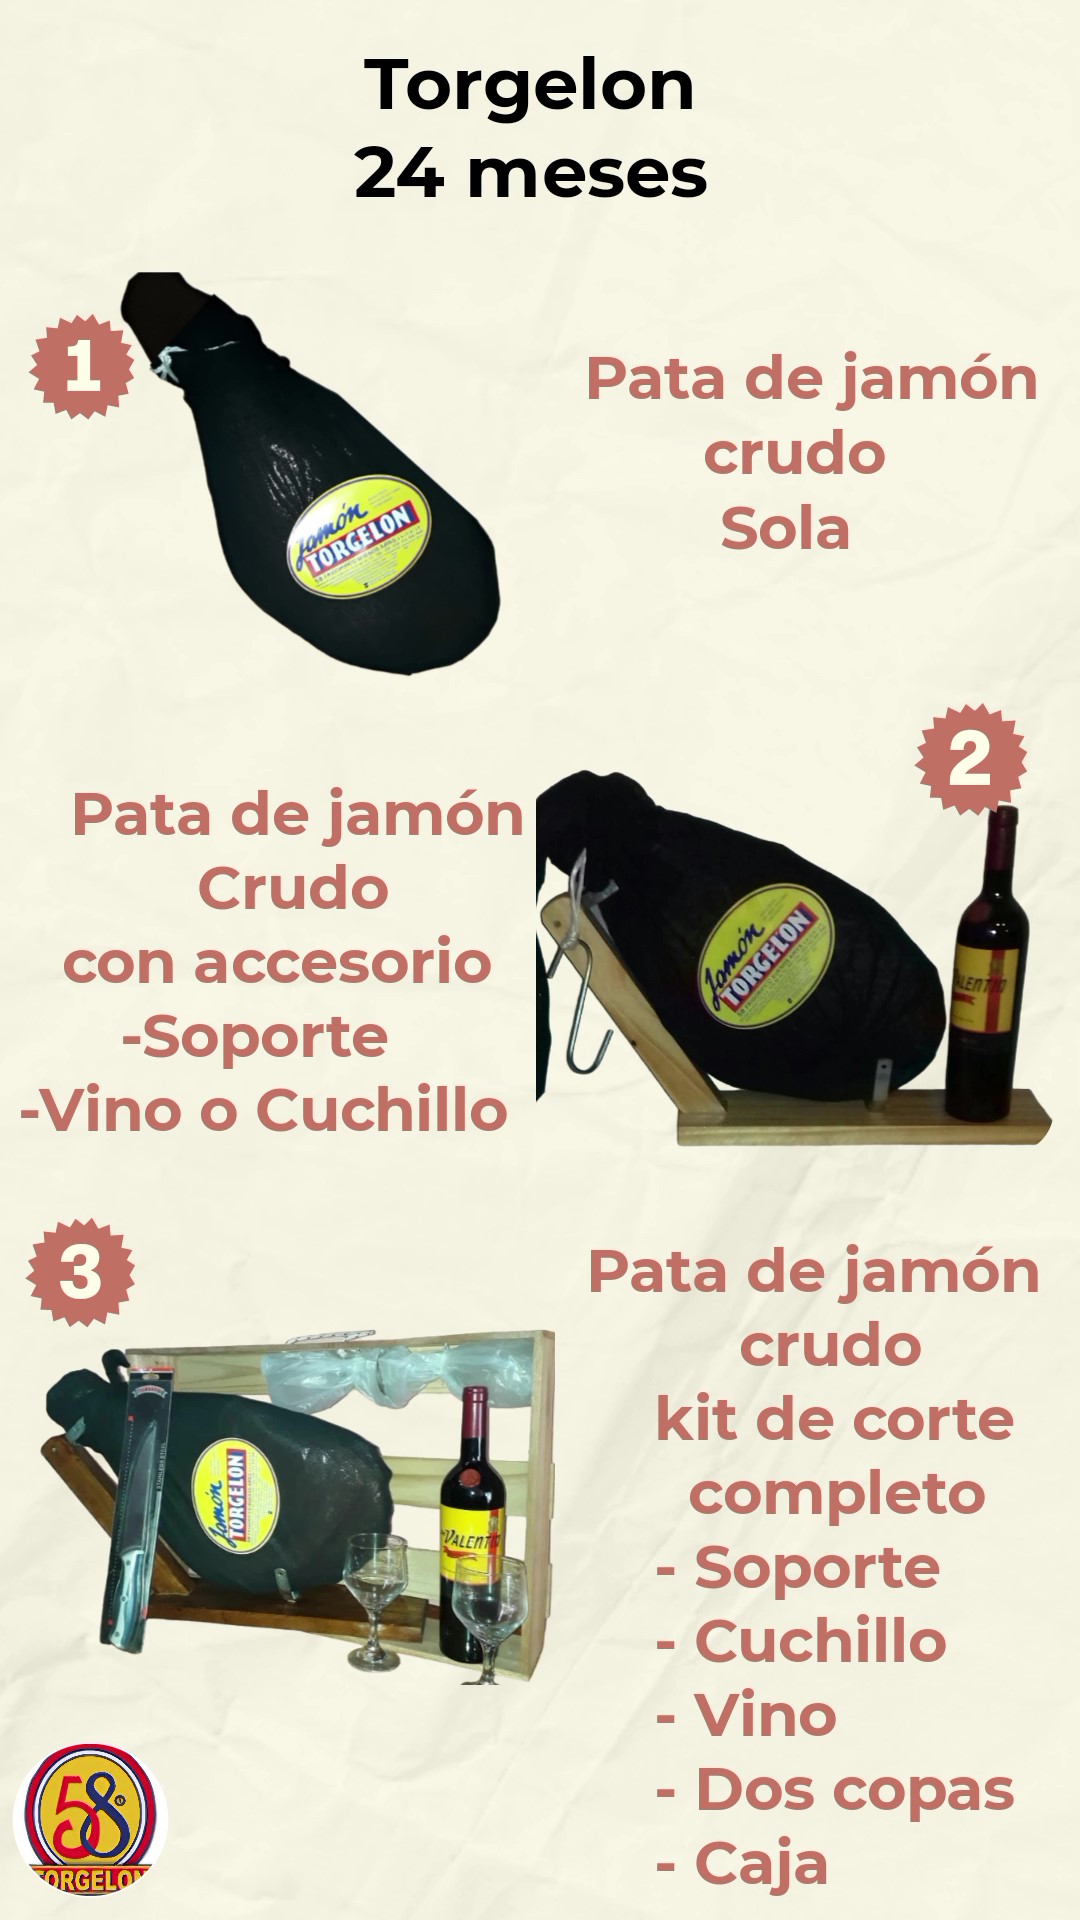 Torgelon
24 meses
1
Pata de jamón
crudo
Sola
Jamón
TORGELON
2
Pata de jamón
Crudo
con accesorio
-Soporte
-Vino o Cuchillo
Jamón
TORGELON
VALENTIN
3
Pata de jamón
crudo
kit de corte
completo
- Soporte
- Cuchillo
- Vino
- Dos copas
- Caja
Jamón
TORGELON
STAINLESS STEEL
58
TORGELON